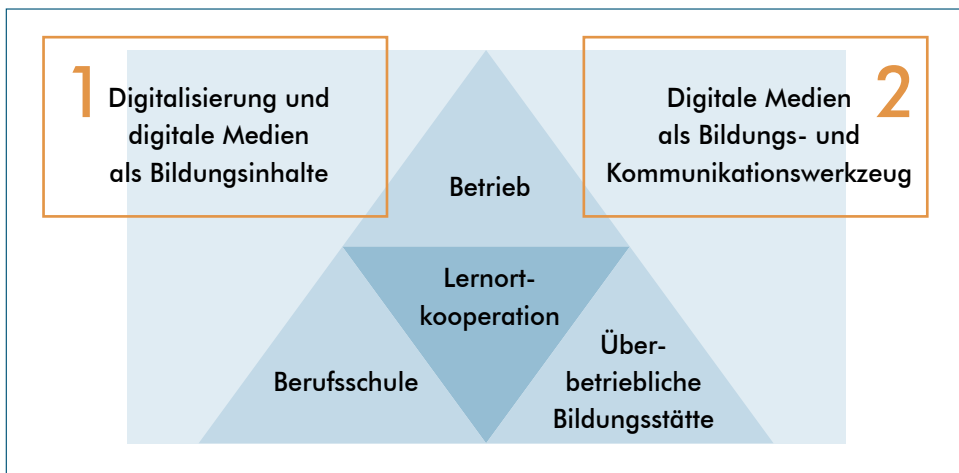 1
Digitalisierung und
digitale Medien
als Bildungsinhalte
2
Digitale Medien
als Bildungs- und
Kommunikationswerkzeug
Betrieb
Lernort-
kooperation
Berufsschule
Über-
betriebliche
Bildungsstätte